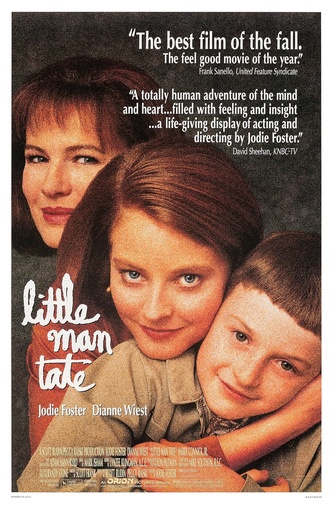 “The best film of the fall.
The feel good movie of the year.”
Frank Sanello, United Feature Syndicate
“A totally human adventure of the mind
and heart...filled with feeling and insight
...a life-giving display of acting and
directing by Jodie Foster.”
David Sheehan, KNBC-TV
little
man
tate
Jodie Foster Dianne Wiest
ORION